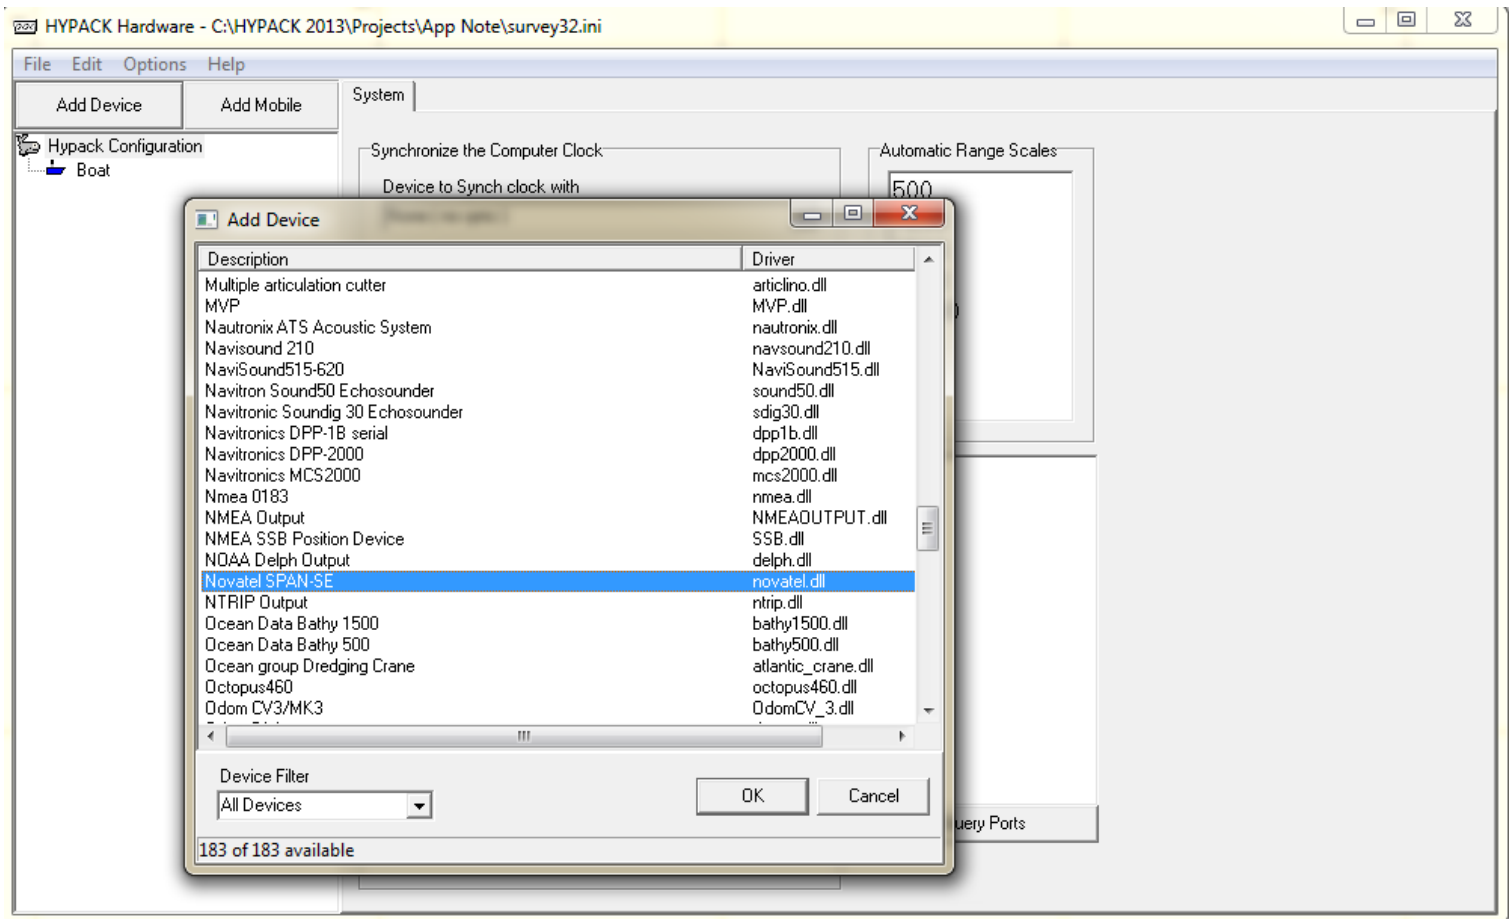 HYPACK Hardware - C:\HYPACK 2013\Projects\App Note\survey32.ini
File Edit Options Help
Add Device Add Mobile System
Hypack Configuration
Boat
Synchronize the Computer Clock
Device to Synch clock with
Automatic Range Scales
500
Add Device
Description Driver
Multiple articulation cutter articlino.dll
MVP MVP.dll
Nautronix ATS Acoustic System nautronix.dll
Navisound 210 navsound210.dll
NaviSound515-620 NaviSound515.dll
Navitron Sound50 Echosounder sound50.dll
Navitronic Soundig 30 Echosounder sdig30.dll
Navitronics DPP-1B serial dpp1b.dll
Navitronics DPP-2000 dpp2000.dll
Navitronics MCS2000 mcs2000.dll
Nmea 0183 nmea.dll
NMEA Output NMEAOUTPUT.dll
NMEA SSB Position Device SSB.dll
NOAA Delph Output delph.dll
Novatel SPAN-SE novatel.dll
NTRIP Output ntrip.dll
Ocean Data Bathy 1500 bathy1500.dll
Ocean Data Bathy 500 bathy500.dll
Ocean group Dredging Crane atlantic_crane.dll
Octopus460 octopus460.dll
Odom CV3/MK3 OdomCV_3.dll
Device Filter
All Devices
OK Cancel
183 of 183 available
uery Ports